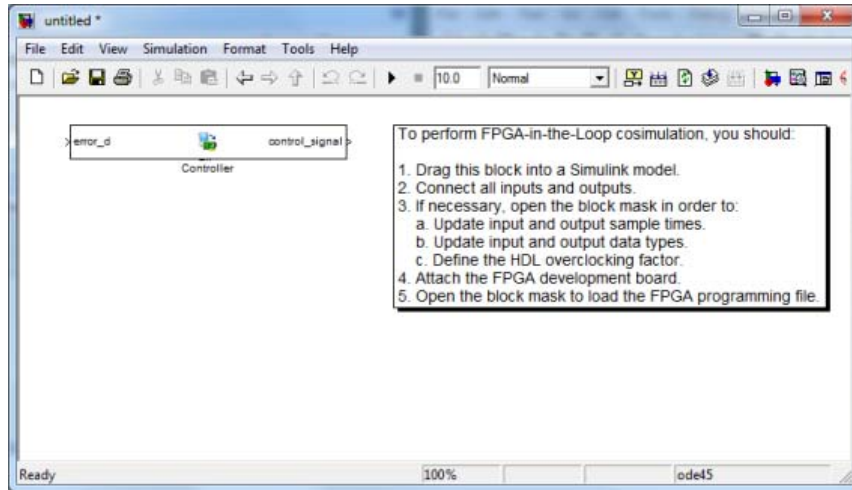 untitled *
File Edit View Simulation Format Tools Help
10.0 Normal
error_d control_signal
Controller
To perform FPGA-in-the-Loop cosimulation, you should:
1. Drag this block into a Simulink model.
2. Connect all inputs and outputs.
3. If necessary, open the block mask in order to:
a. Update input and output sample times.
b. Update input and output data types.
c. Define the HDL overclocking factor.
4. Attach the FPGA development board.
5. Open the block mask to load the FPGA programming file.
Ready 100% ode45